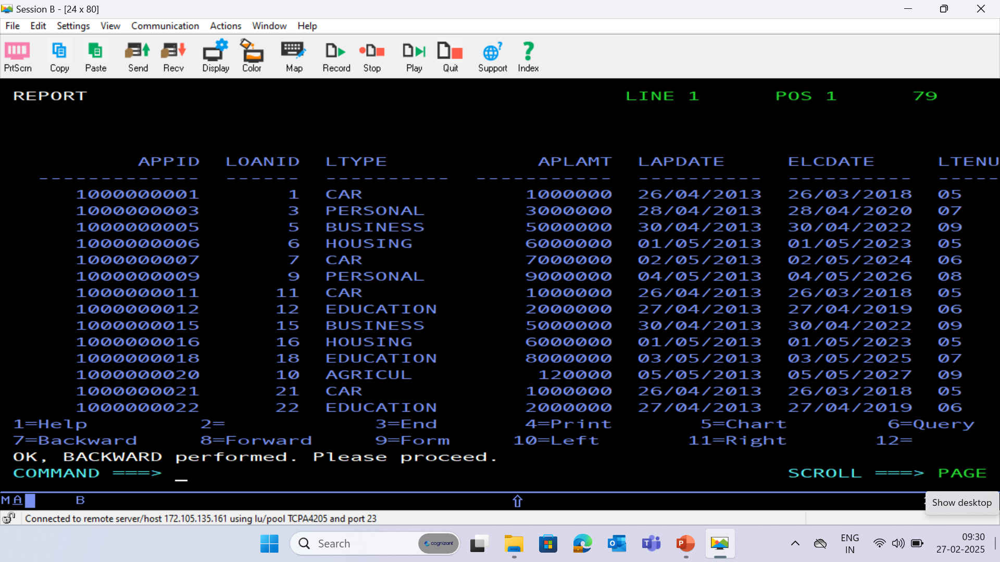 Session B - [24 x 80]
File Edit Settings View Communication Actions Window Help
PrtScrn Copy Paste Send Recv Display Color Map Record Stop Play Quit Support Index
REPORT LINE 1 POS 1 79
APPID LOANID LTYPE APLAMT LAPDATE ELCDATE LTENU
------------- ------ ---------- ----------- ---------- ---------- -----
1000000001 1 CAR 1000000 26/04/2013 26/03/2018 05
1000000003 3 PERSONAL 3000000 28/04/2013 28/04/2020 07
1000000005 5 BUSINESS 5000000 30/04/2013 30/04/2022 09
1000000006 6 HOUSING 6000000 01/05/2013 01/05/2023 05
1000000007 7 CAR 7000000 02/05/2013 02/05/2024 06
1000000009 9 PERSONAL 9000000 04/05/2013 04/05/2026 08
1000000011 11 CAR 1000000 26/04/2013 26/03/2018 05
1000000012 12 EDUCATION 2000000 27/04/2013 27/04/2019 06
1000000015 15 BUSINESS 5000000 30/04/2013 30/04/2022 09
1000000016 16 HOUSING 6000000 01/05/2013 01/05/2023 05
1000000018 18 EDUCATION 8000000 03/05/2013 03/05/2025 07
1000000020 10 AGRICUL 120000 05/05/2013 05/05/2027 09
1000000021 21 CAR 1000000 26/04/2013 26/03/2018 05
1000000022 22 EDUCATION 2000000 27/04/2013 27/04/2019 06
1=Help 2= 3=End 4=Print 5=Chart 6=Query
7=Backward 8=Forward 9=Form 10=Left 11=Right 12=
OK, BACKWARD performed. Please proceed.
COMMAND ===> _ SCROLL ===> PAGE
MA B
Show desktop
Connected to remote server/host 172.105.135.161 using lu/pool TCPA4205 and port 23
Search cognizant
ENG
IN
09:30
27-02-2025